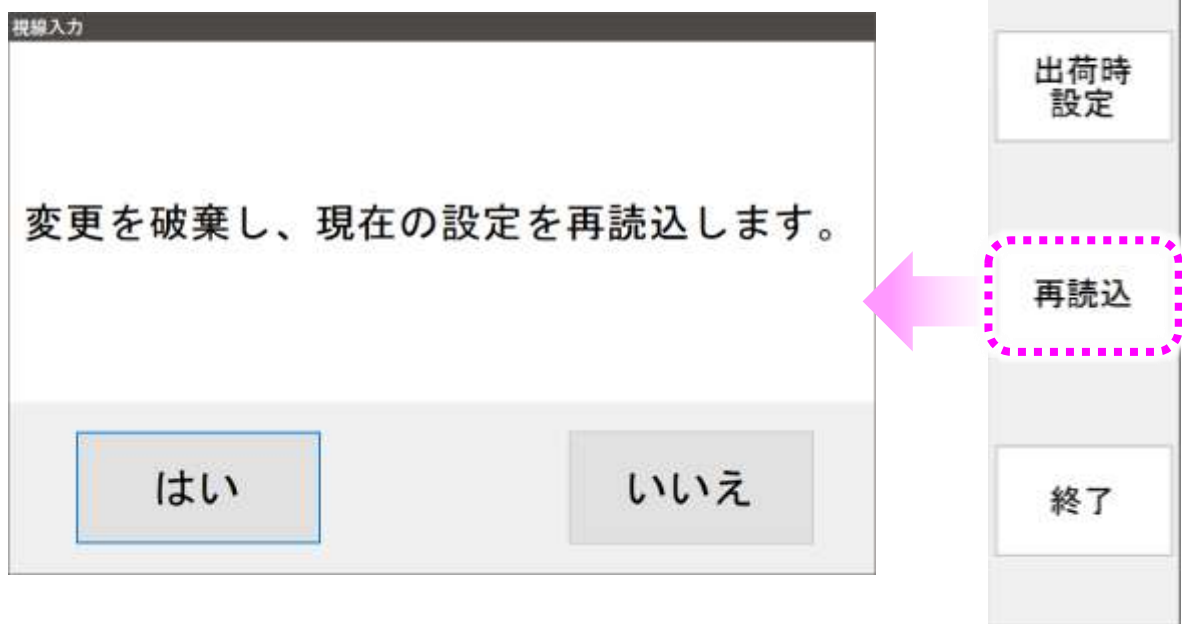 視線入力
変更を破棄し、現在の設定を再読込します。
はい
いいえ
出荷時
設定
再読込
終了